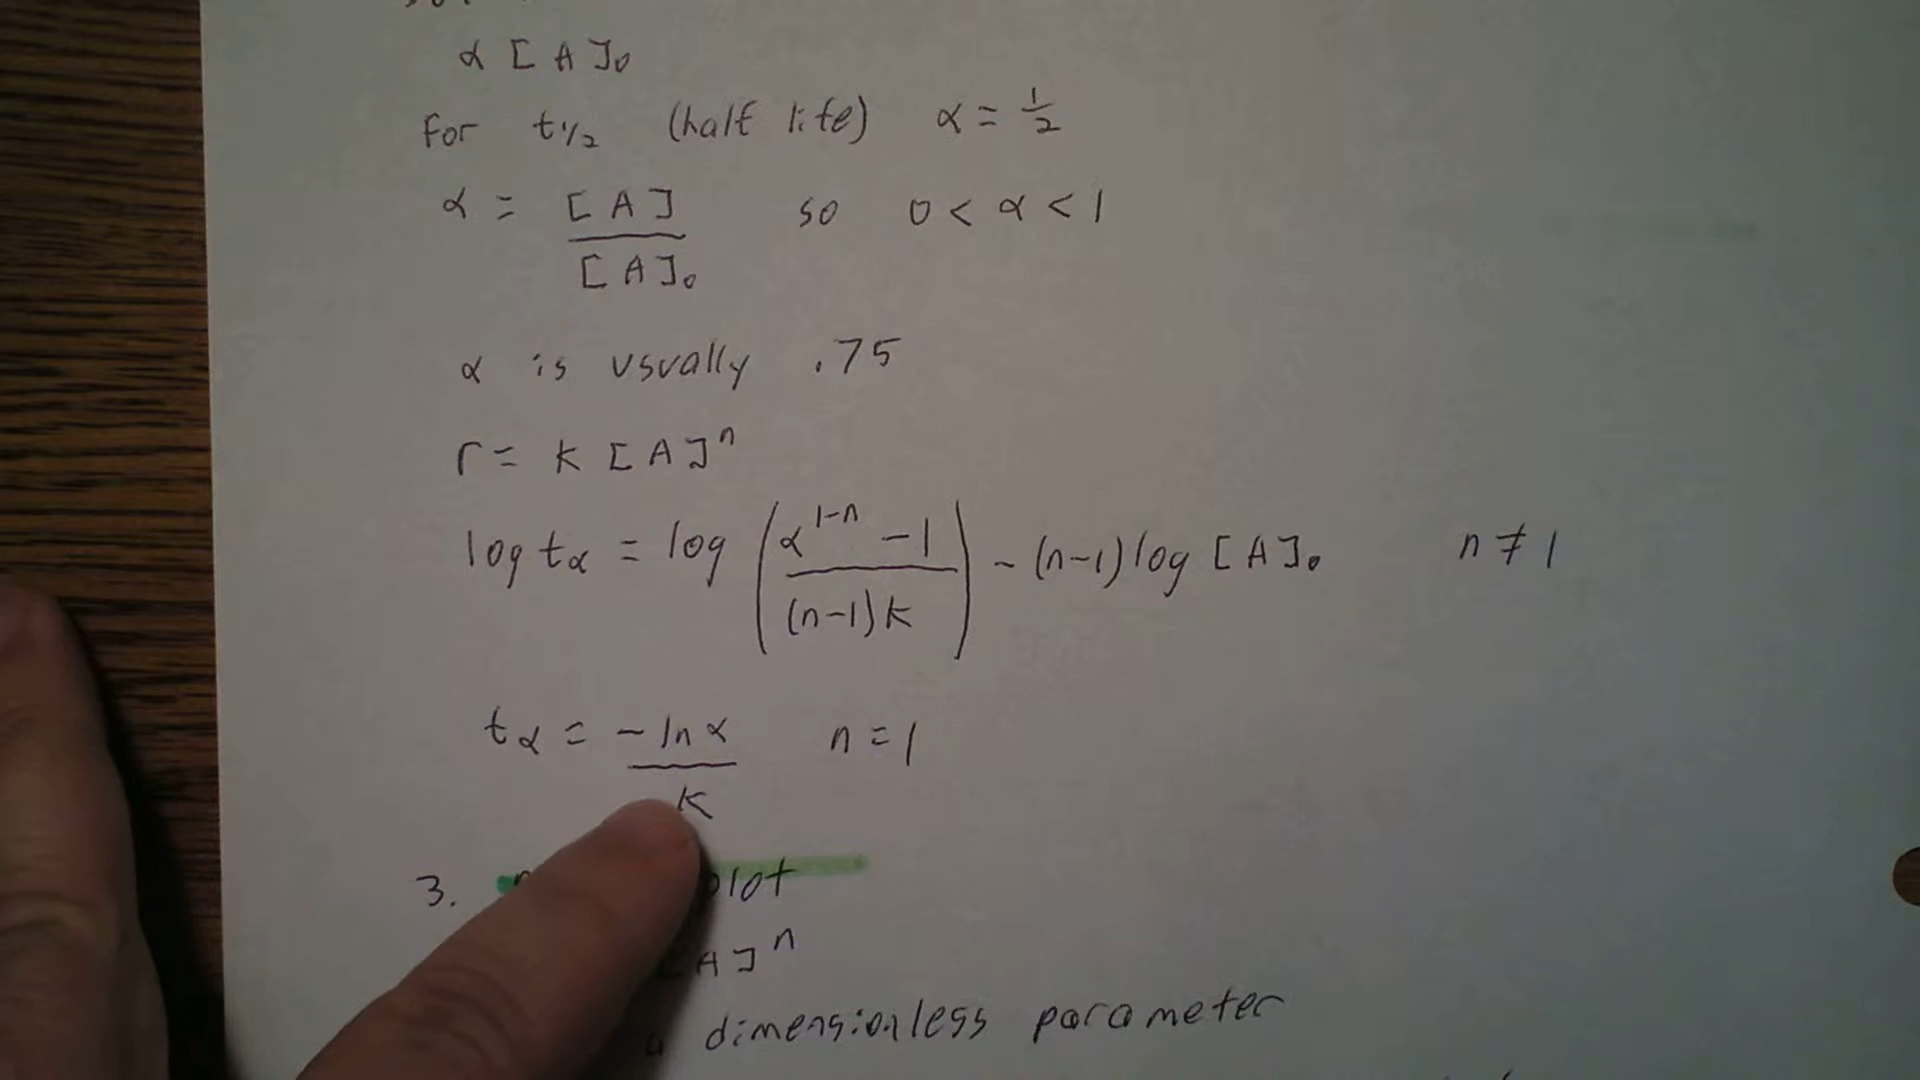 α [A]₀
For t1/2 (half life) α = 1/2
α = [A] / [A]₀ so 0 < α < 1
α is usually .75
r = k [A]ⁿ
log tα = log (α^(1-n) - 1 / (n-1)k) - (n-1) log [A]₀ n ≠ 1
tα = -ln α / k n = 1
3. plot
A]ⁿ
dimensionless parameter